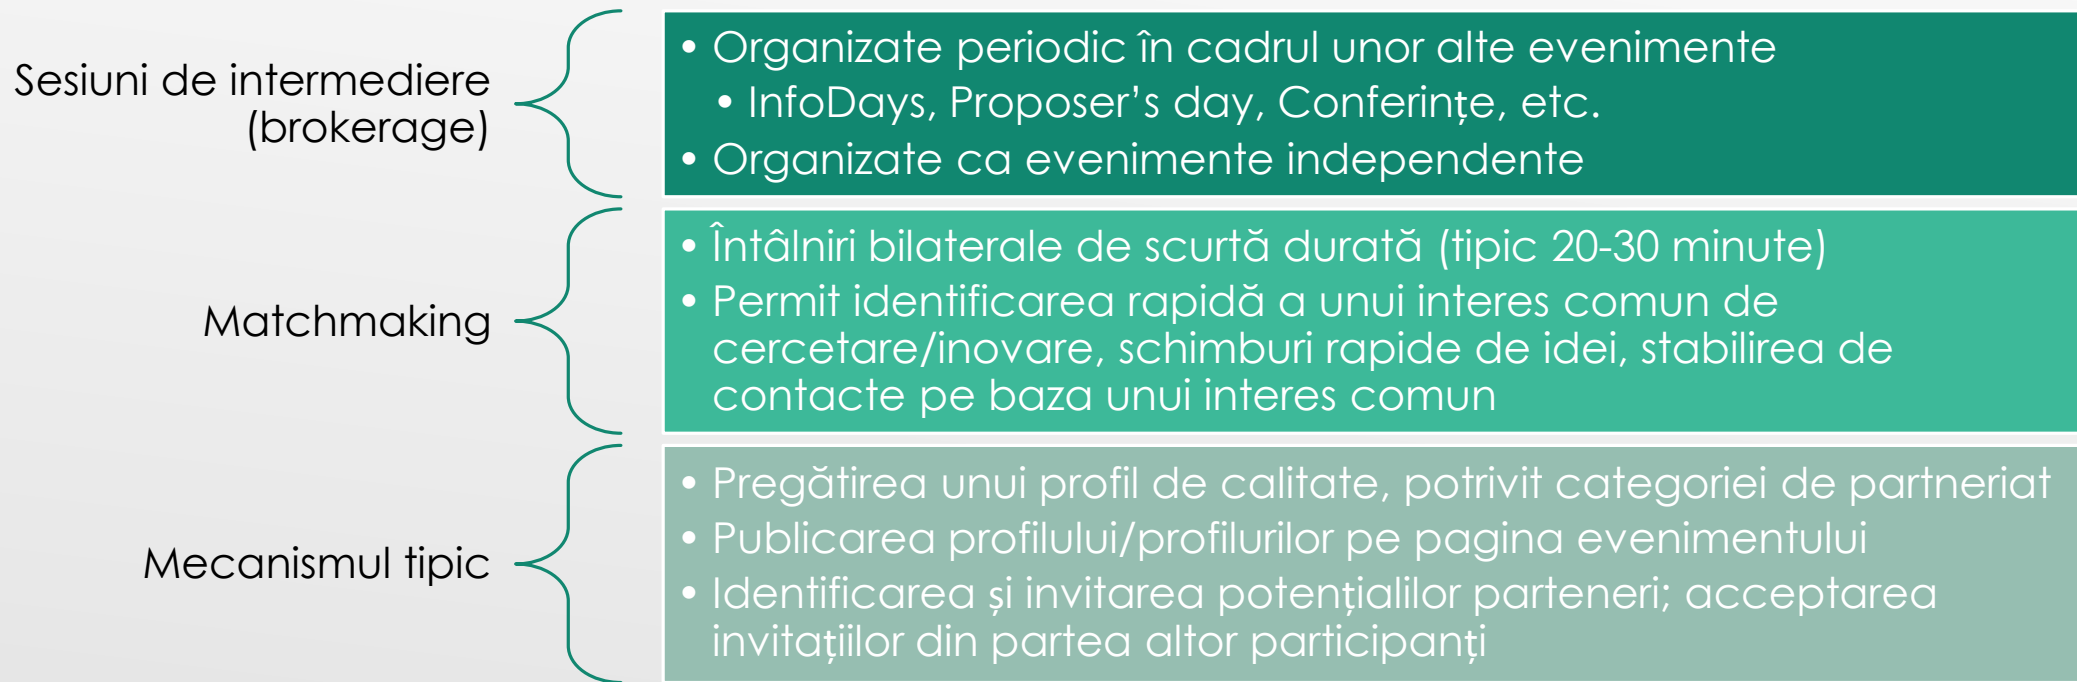 Sesiuni de intermediere
(brokerage)
• Organizate periodic în cadrul unor alte evenimente
• InfoDays, Proposer’s day, Conferințe, etc.
• Organizate ca evenimente independente
Matchmaking
• Întâlniri bilaterale de scurtă durată (tipic 20-30 minute)
• Permit identificarea rapidă a unui interes comun de
cercetare/inovare, schimburi rapide de idei, stabilirea de
contacte pe baza unui interes comun
Mecanismul tipic
• Pregătirea unui profil de calitate, potrivit categoriei de partneriat
• Publicarea profilului/profilurilor pe pagina evenimentului
• Identificarea și invitarea potențialilor parteneri; acceptarea
invitațiilor din partea altor participanți